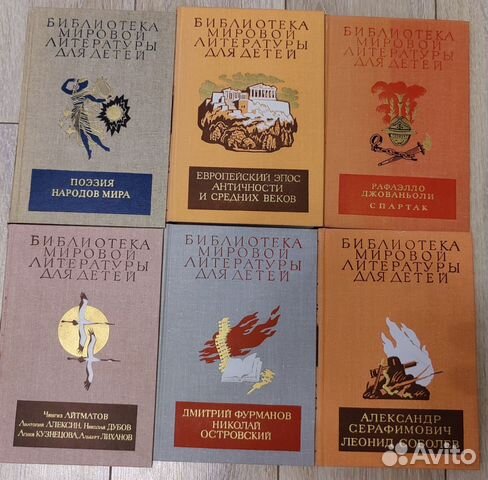 БИБЛИОТЕКА
МИРОВОЙ
ЛИТЕРАТУРЫ
ДЛЯ ДЕТЕЙ
ПОЭЗИЯ
НАРОДОВ МИРА
БИБЛИОТЕКА
МИРОВОЙ
ЛИТЕРАТУРЫ
ДЛЯ ДЕТЕЙ
ЕВРОПЕЙСКИЙ ЭПОС
АНТИЧНОСТИ
И СРЕДНИХ ВЕКОВ
БИБЛИОТЕКА
МИРОВОЙ
ЛИТЕРАТУРЫ
ДЛЯ ДЕТЕЙ
РАФАЭЛЛО
ДЖОВАНЬОЛИ
СПАРТАК
БИБЛИОТЕКА
МИРОВОЙ
ЛИТЕРАТУРЫ
ДЛЯ ДЕТЕЙ
Чингиз АЙТМАТОВ
Анатолий АЛЕКСИН, Николай ДУБОВ
Агния КУЗНЕЦОВА, Альберт ЛИХАНОВ
БИБЛИОТЕКА
МИРОВОЙ
ЛИТЕРАТУРЫ
ДЛЯ ДЕТЕЙ
ДМИТРИЙ ФУРМАНОВ
НИКОЛАЙ
ОСТРОВСКИЙ
БИБЛИОТЕКА
МИРОВОЙ
ЛИТЕРАТУРЫ
ДЛЯ ДЕТЕЙ
АЛЕКСАНДР
СЕРАФИМОВИЧ
ЛЕОНИД СОБОЛЕВ
Avito